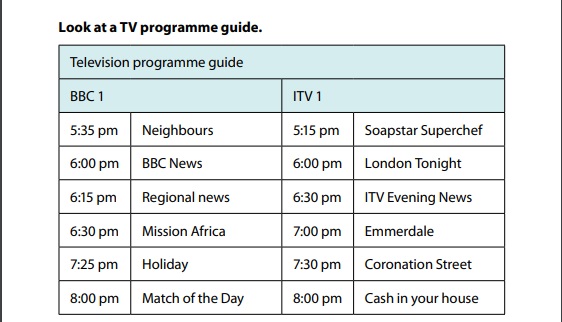 Look at a TV programme guide.
Television programme guide
BBC 1 ITV 1
5:35 pm Neighbours 5:15 pm Soapstar Superchef
6:00 pm BBC News 6:00 pm London Tonight
6:15 pm Regional news 6:30 pm ITV Evening News
6:30 pm Mission Africa 7:00 pm Emmerdale
7:25 pm Holiday 7:30 pm Coronation Street
8:00 pm Match of the Day 8:00 pm Cash in your house